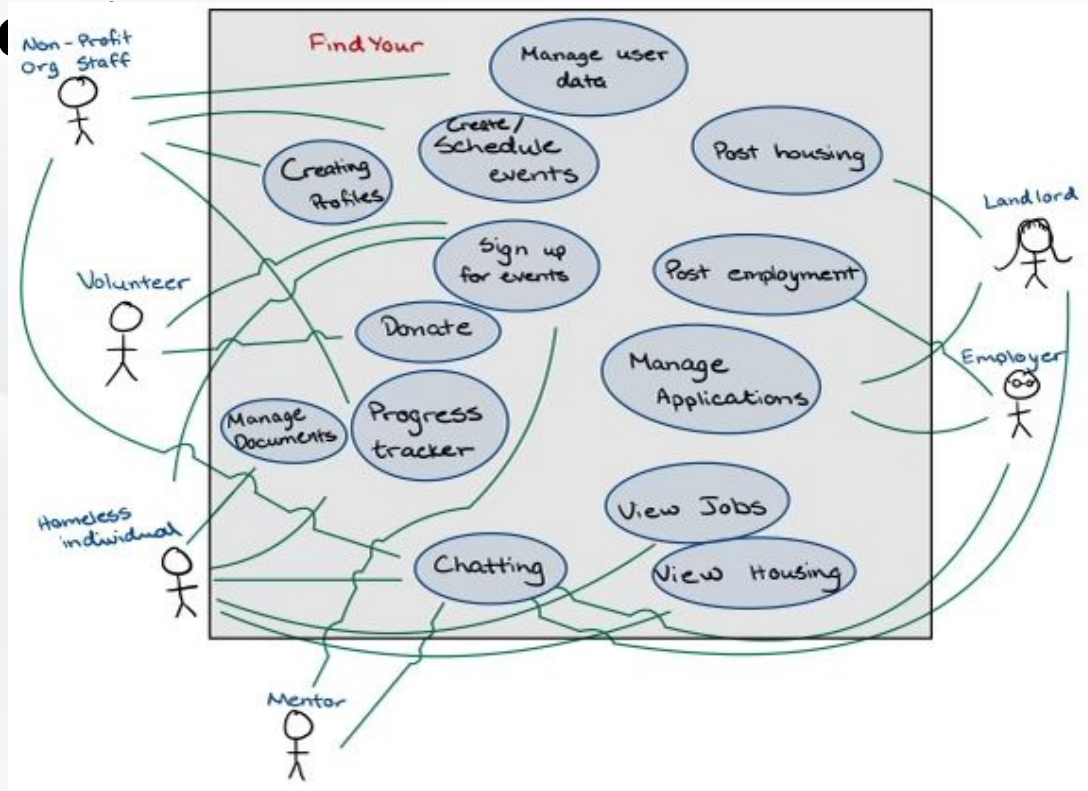 Non-Profit
Org Staff
Find Your
Manage user
data
Create/
Schedule
events
Creating
Profiles
Post housing
Landlord
Sign up
for events
Post employment
Volunteer
Donate
Manage
Applications
Employer
Manage
Documents
Progress
tracker
View Jobs
Homeless
individual
Chatting
View Housing
Mentor